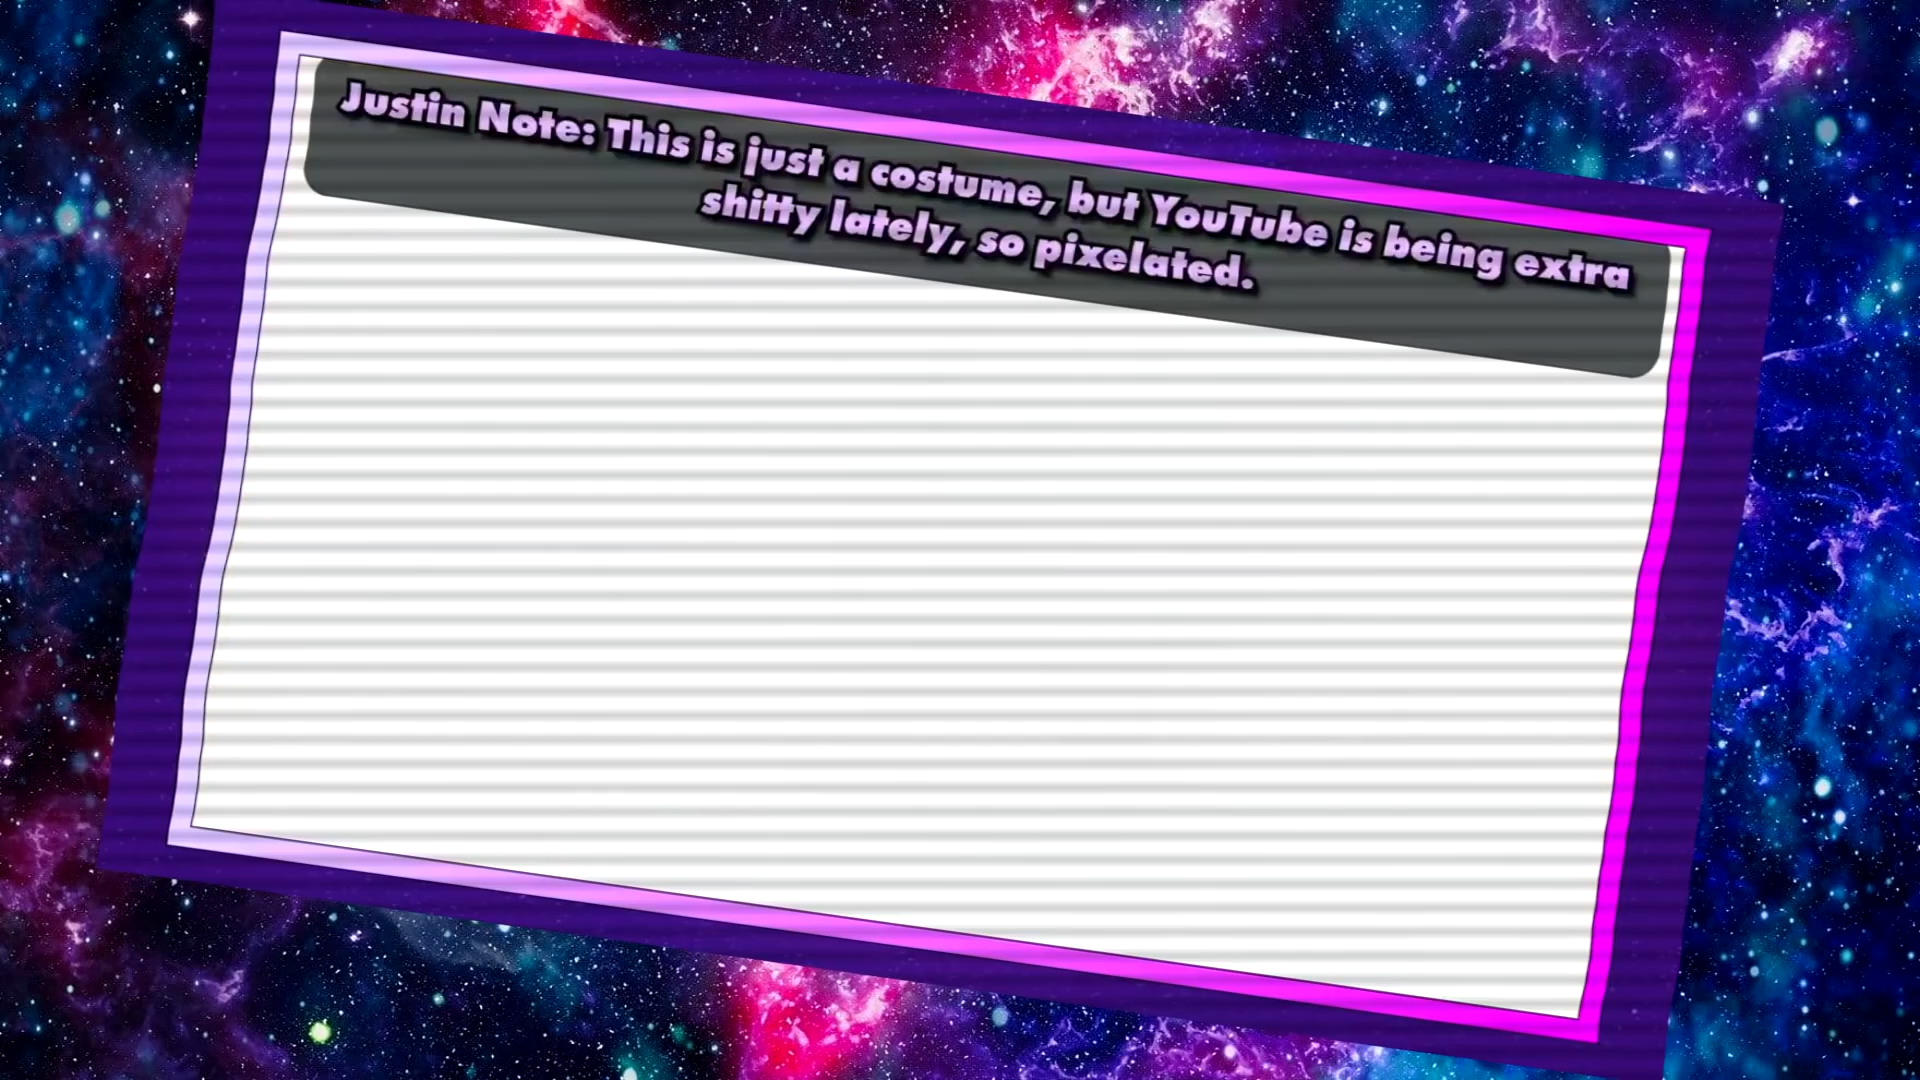 Justin Note: This is just a costume, but YouTube is being extra
shitty lately, so pixelated.